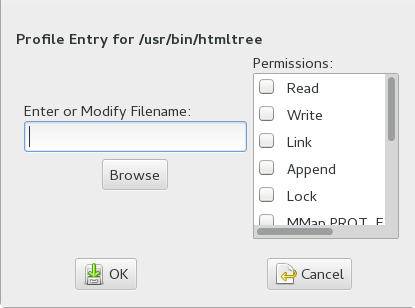 Profile Entry for /usr/bin/htmltree
Permissions:
Read
Write
Enter or Modify Filename:
Link
Append
Browse
Lock
MMap PROT_E
OK
Cancel